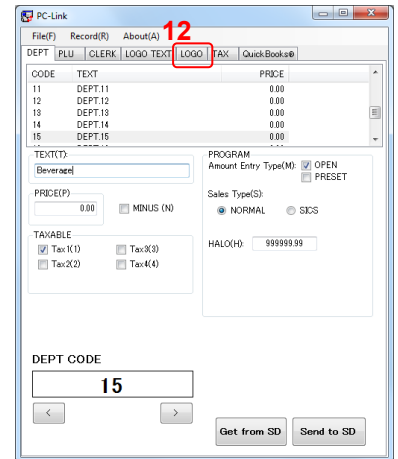 PC-Link
12
File(F) Record(R) About(A)
DEPT PLU CLERK LOGO TEXT LOGO TAX QuickBooks®
CODE TEXT PRICE
11 DEPT.11 0.00
12 DEPT.12 0.00
13 DEPT.13 0.00
14 DEPT.14 0.00
15 DEPT.15 0.00
TEXT(T):
Beverage
PROGRAM
Amount Entry Type(M): OPEN
PRESET
PRICE(P)
0.00 MINUS (N)
Sales Type(S):
NORMAL SICS
TAXABLE
Tax1(1) Tax3(3)
Tax2(2) Tax4(4)
HALO(H): 999999.99
DEPT CODE
15
< >
Get from SD Send to SD